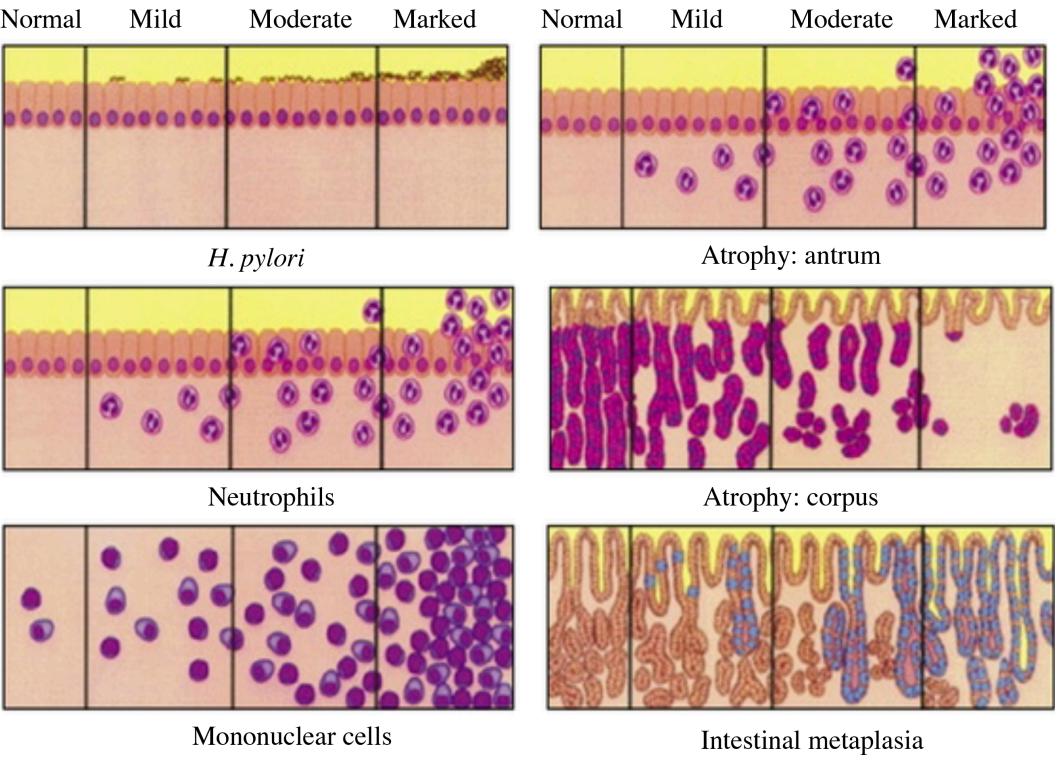 Normal Mild Moderate Marked
Normal Mild Moderate Marked
H. pylori
Atrophy: antrum
Neutrophils
Atrophy: corpus
Mononuclear cells
Intestinal metaplasia